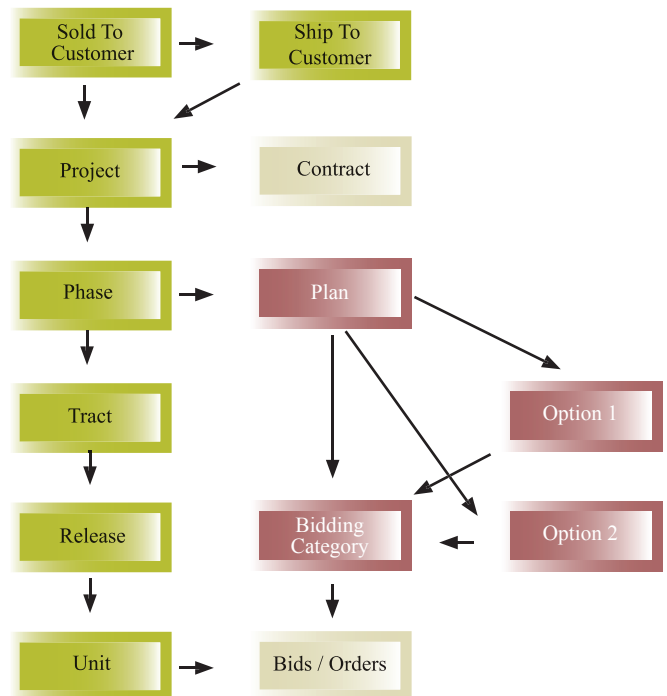 Sold To
Customer
Ship To
Customer
Project
Contract
Phase
Plan
Tract
Option 1
Release
Bidding
Category
Option 2
Unit
Bids / Orders